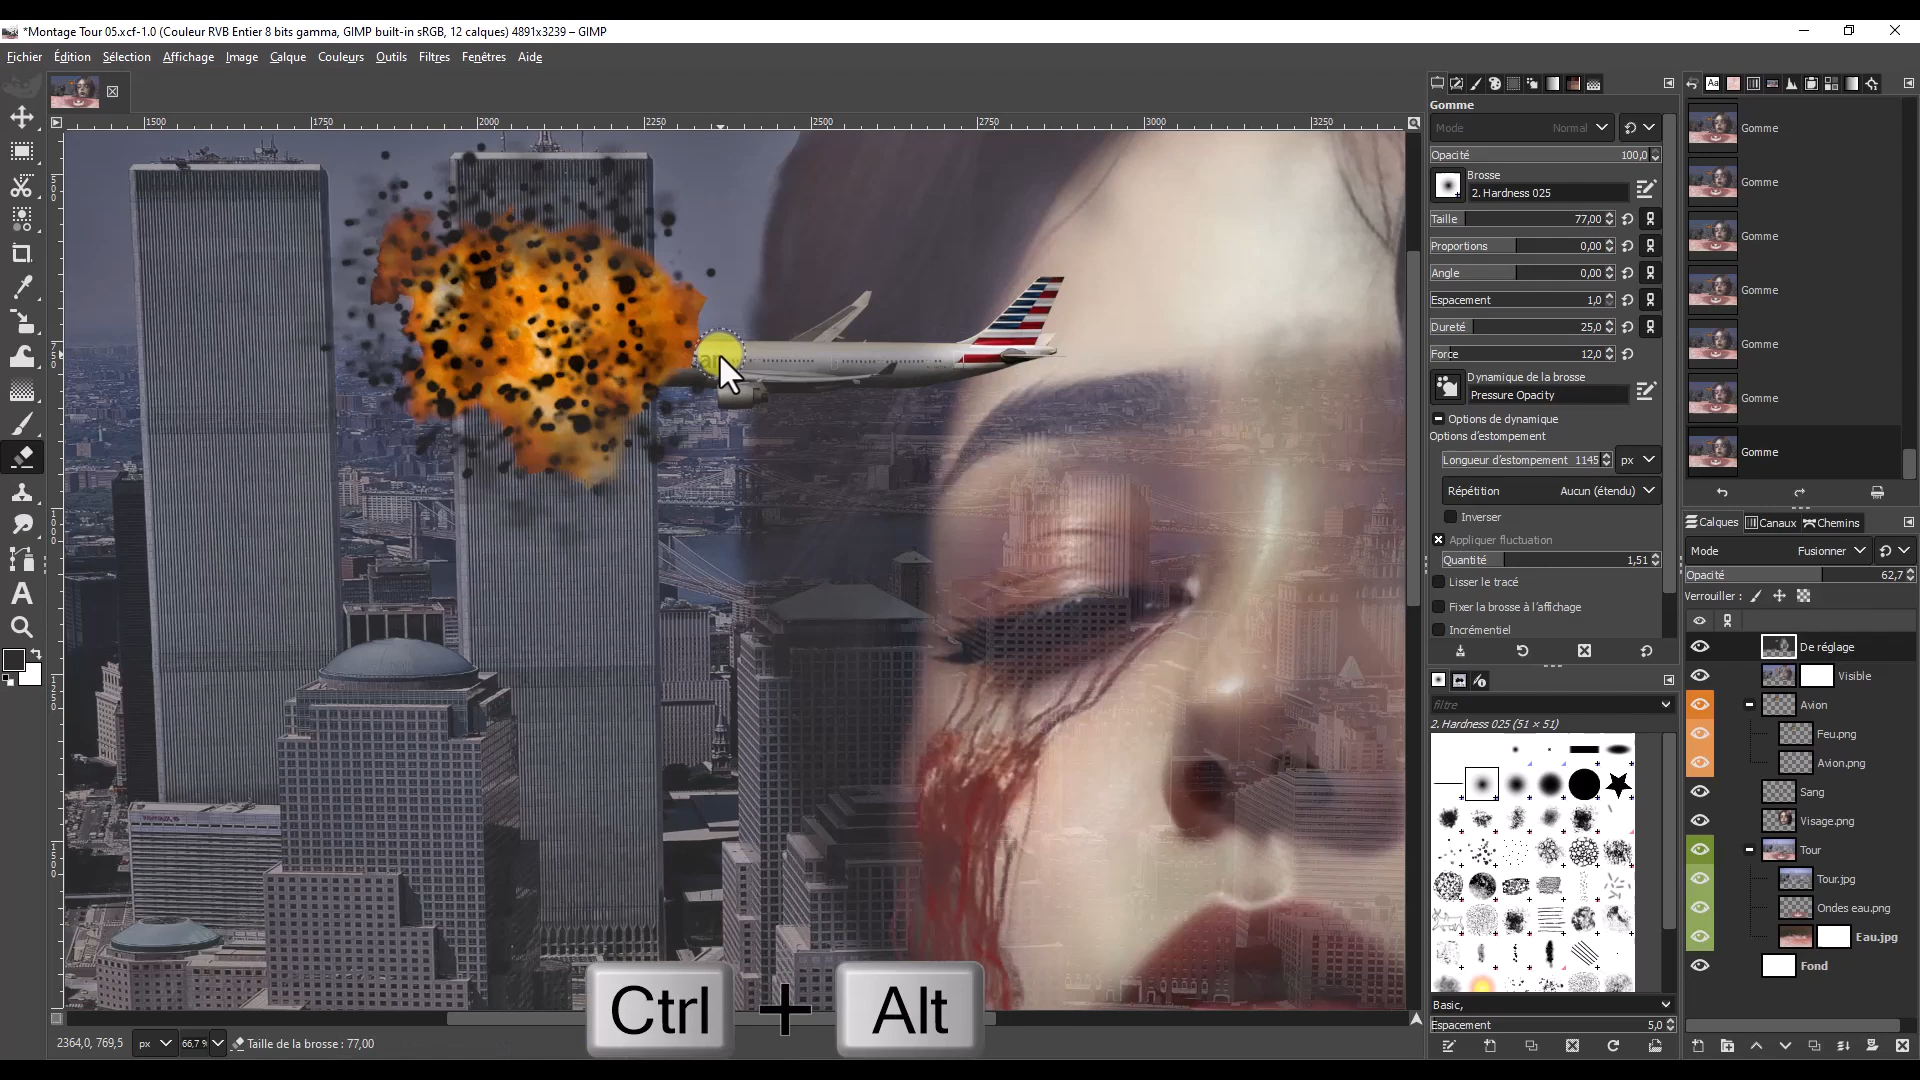 *Montage Tour 05.xcf-1.0 (Couleur RVB Entier 8 bits gamma, GIMP built-in sRGB, 12 calques) 4891x3239 – GIMP
Fichier Édition Sélection Affichage Image Calque Couleurs Outils Filtres Fenêtres Aide
1500 1750 2000 2250 2500 2750 3000 3250
500
750
1000
1250
1500
Ctrl + Alt
2364,0, 769,5 px 66,7 % Taille de la brosse : 77,00
Gomme
Mode Normal
Opacité 100,0
Brosse
2. Hardness 025
Taille 77,00
Proportions 0,00
Angle 0,00
Espacement 1,0
Dureté 25,0
Force 12,0
Dynamique de la brosse
Pressure Opacity
Options de dynamique
Options d'estompement
Longueur d'estompement 1145 px
Répétition Aucun (étendu)
Inverser
Appliquer fluctuation
Quantité 1,51
Lisser le tracé
Fixer la brosse à l'affichage
Incrémentiel
filtre
2. Hardness 025 (51 × 51)
Basic,
Espacement 5,0
Gomme
Gomme
Gomme
Gomme
Gomme
Gomme
Gomme
Calques Canaux Chemins
Mode Fusionner
Opacité 62,7
Verrouiller :
De réglage
Visible
Avion
Feu.png
Avion.png
Sang
Visage.png
Tour
Tour.jpg
Ondes eau.png
Eau.jpg
Fond